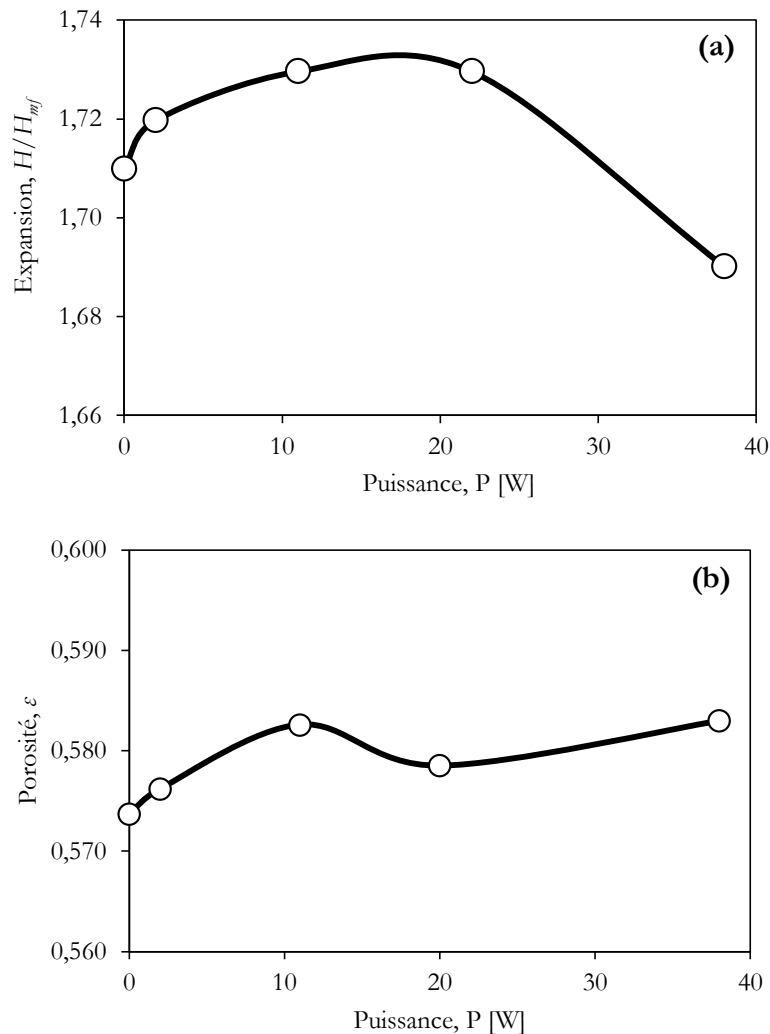 1,74
(a)
1,72
1,70
1,68
1,66
Expansion, H/Hmf
0 10 20 30 40
Puissance, P [W]
0,600
(b)
0,590
0,580
0,570
0,560
Porosité, ε
0 10 20 30 40
Puissance, P [W]